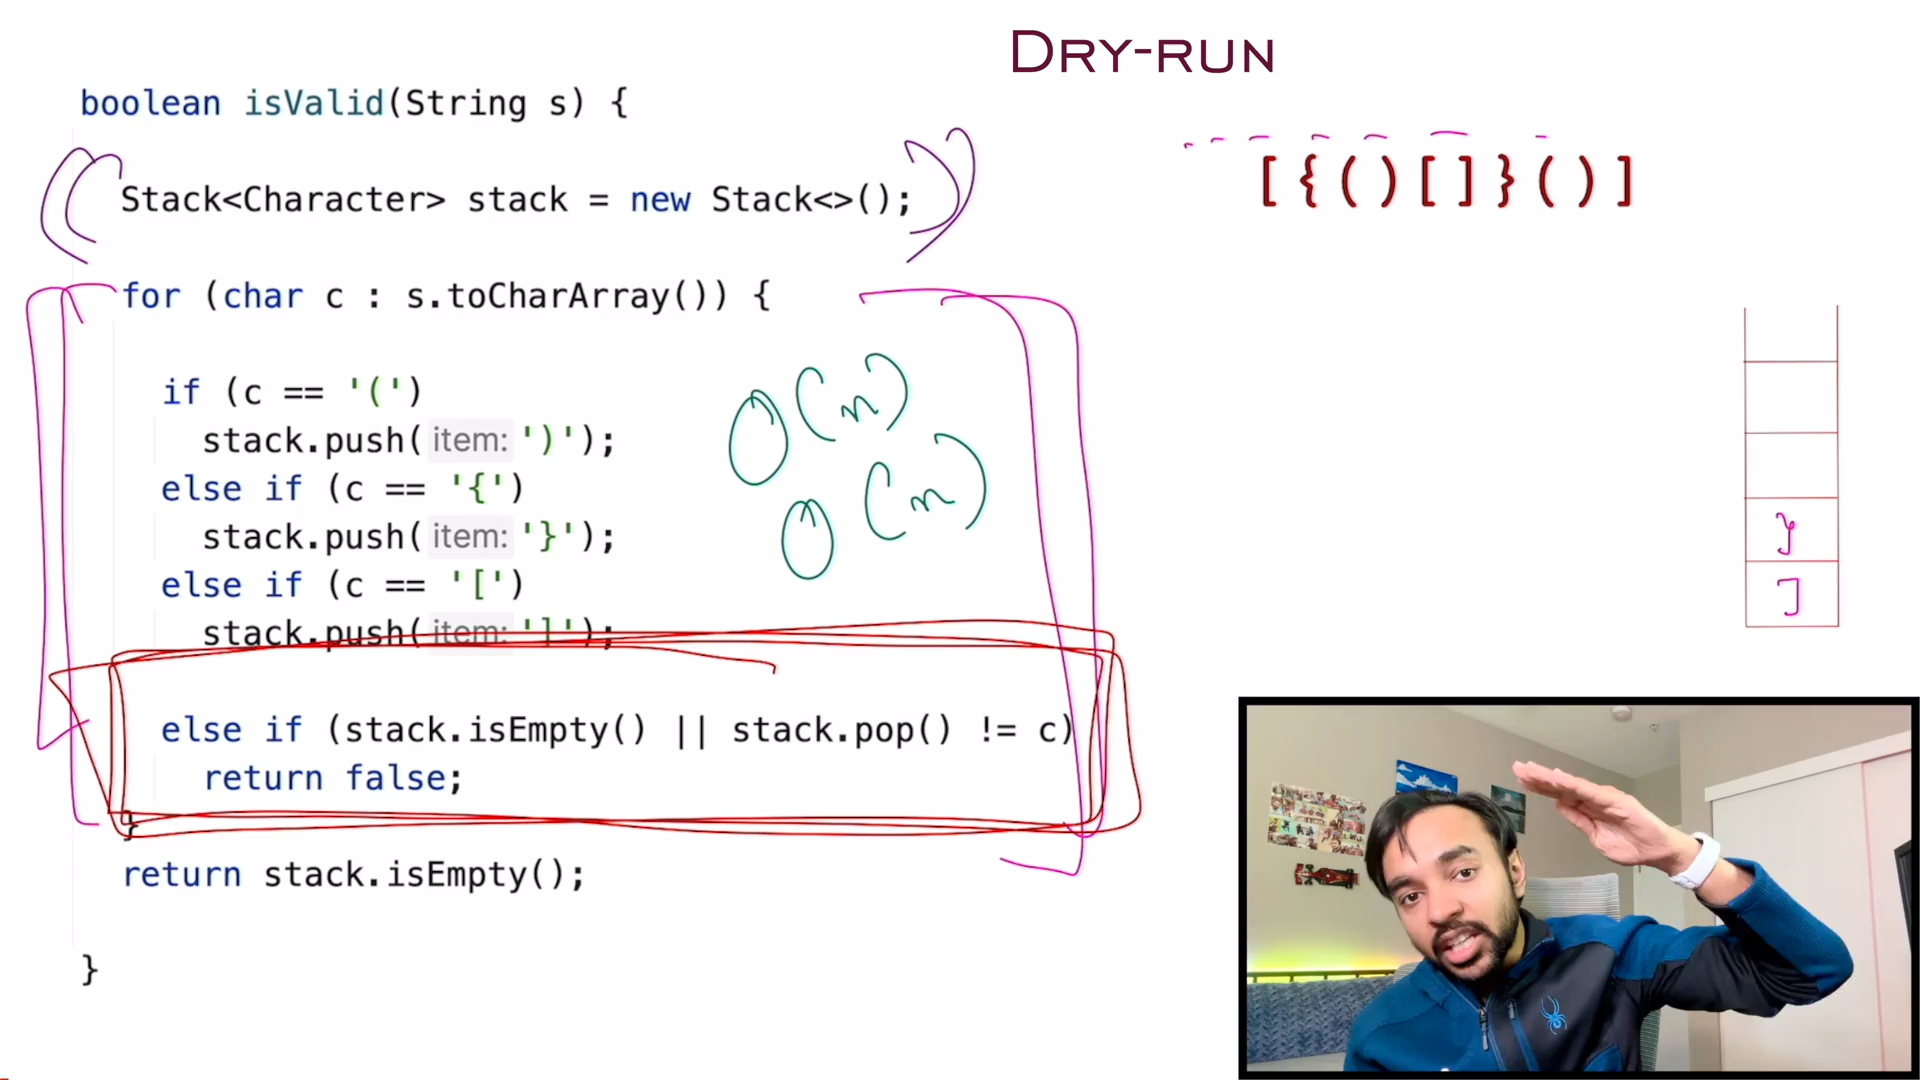 DRY-RUN
boolean isValid(String s) {
Stack<Character> stack = new Stack<>();
for (char c : s.toCharArray()) {
if (c == '(')
stack.push( item: ')');
else if (c == '{')
stack.push( item: '}');
else if (c == '[')
stack.push( item: ']');
else if (stack.isEmpty() || stack.pop() != c)
return false;
}
return stack.isEmpty();
}
O(n)
O(n)
[{()[]}()]
}
]